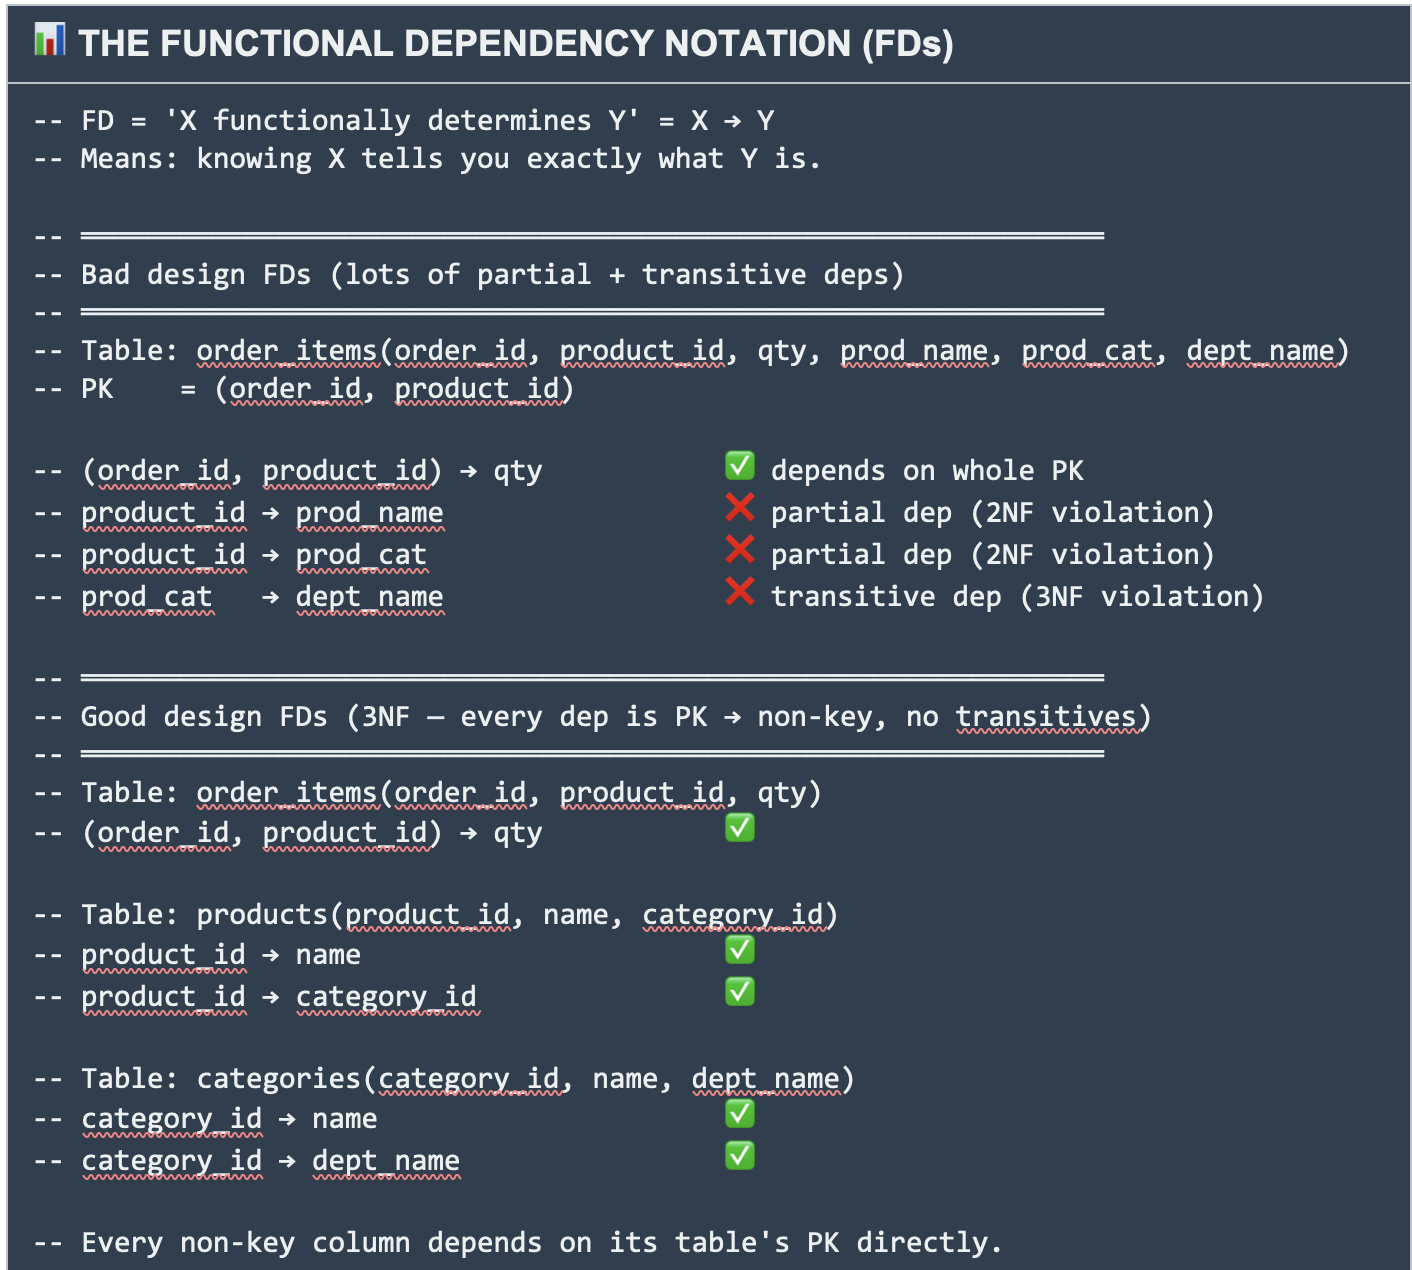 📊 THE FUNCTIONAL DEPENDENCY NOTATION (FDs)
-- FD = 'X functionally determines Y' = X → Y
-- Means: knowing X tells you exactly what Y is.
-- ══════════════════════════════════════════════════════════════
-- Bad design FDs (lots of partial + transitive deps)
-- ══════════════════════════════════════════════════════════════
-- Table: order_items(order_id, product_id, qty, prod_name, prod_cat, dept_name)
-- PK    = (order_id, product_id)
-- (order_id, product_id) → qty           ✅ depends on whole PK
-- product_id → prod_name                 ❌ partial dep (2NF violation)
-- product_id → prod_cat                  ❌ partial dep (2NF violation)
-- prod_cat   → dept_name                 ❌ transitive dep (3NF violation)
-- ══════════════════════════════════════════════════════════════
-- Good design FDs (3NF — every dep is PK → non-key, no transitives)
-- ══════════════════════════════════════════════════════════════
-- Table: order_items(order_id, product_id, qty)
-- (order_id, product_id) → qty           ✅
-- Table: products(product_id, name, category_id)
-- product_id → name                      ✅
-- product_id → category_id               ✅
-- Table: categories(category_id, name, dept_name)
-- category_id → name                     ✅
-- category_id → dept_name                ✅
-- Every non-key column depends on its table's PK directly.